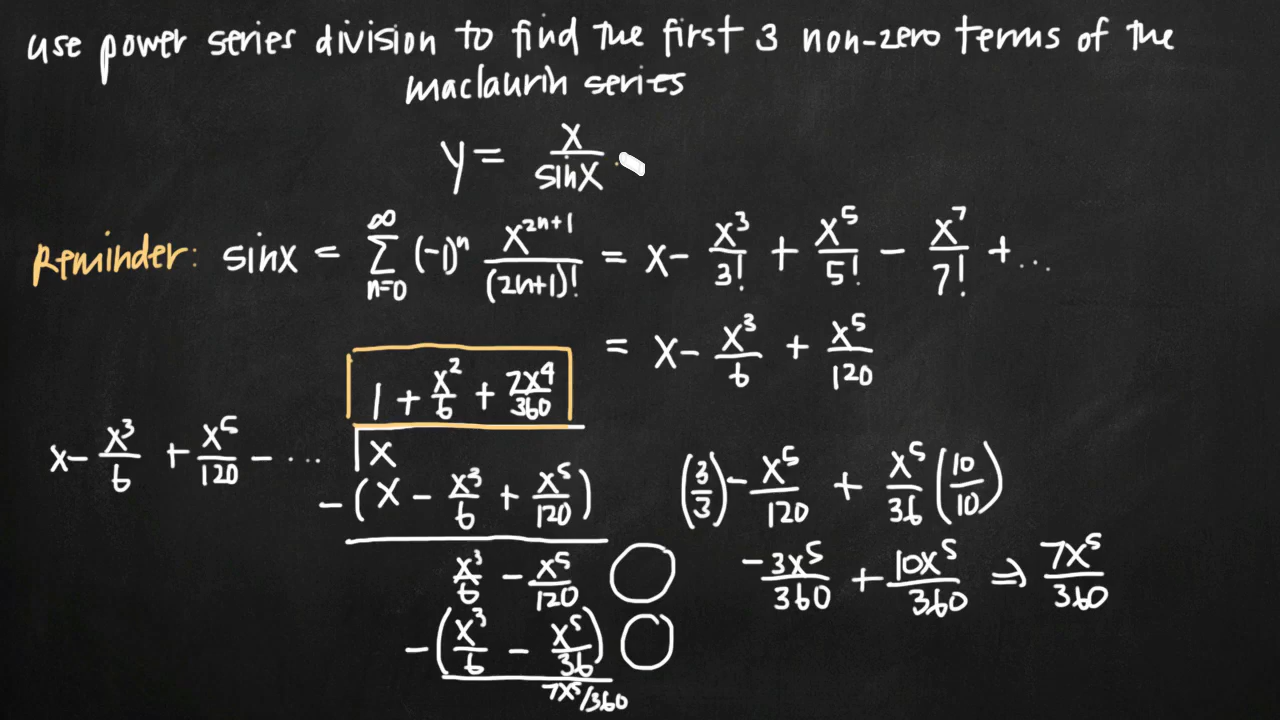 use power series division to find the first 3 non-zero terms of the
maclaurin series
y = x/sinx
Reminder: sinx = ∑_{n=0}^{∞} (-1)^n x^{2n+1}/(2n+1)! = x - x^3/3! + x^5/5! - x^7/7! + ...
= x - x^3/6 + x^5/120
1 + x^2/6 + 7x^4/360
x - x^3/6 + x^5/120 - ... x
-(x - x^3/6 + x^5/120)
(3/3) - x^5/120 + x^5/36 (10/10)
x^3/6 - x^5/120
-3x^5/360 + 10x^5/360 ⇒ 7x^5/360
-(x^3/6 - x^5/36)
7x^5/360